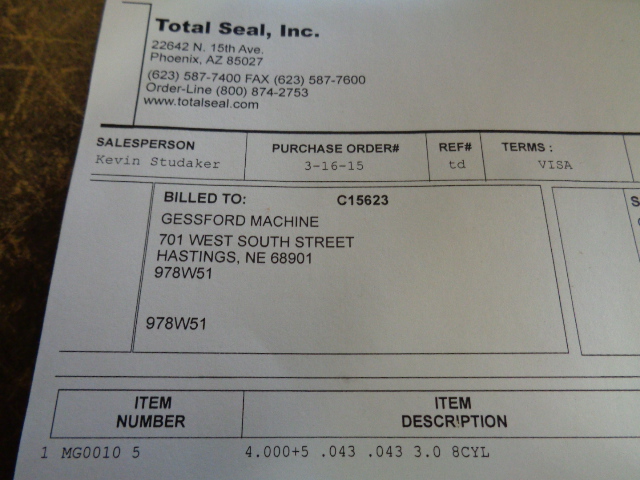 Total Seal, Inc.
22642 N. 15th Ave.
Phoenix, AZ 85027
(623) 587-7400 FAX (623) 587-7600
Order-Line (800) 874-2753
www.totalseal.com
SALESPERSON PURCHASE ORDER# REF# TERMS :
Kevin Studaker 3-16-15 td VISA
BILLED TO: C15623
GESSFORD MACHINE
701 WEST SOUTH STREET
HASTINGS, NE 68901
978W51
978W51
ITEM NUMBER ITEM DESCRIPTION
1 MG0010 5 4.000+5 .043 .043 3.0 8CYL